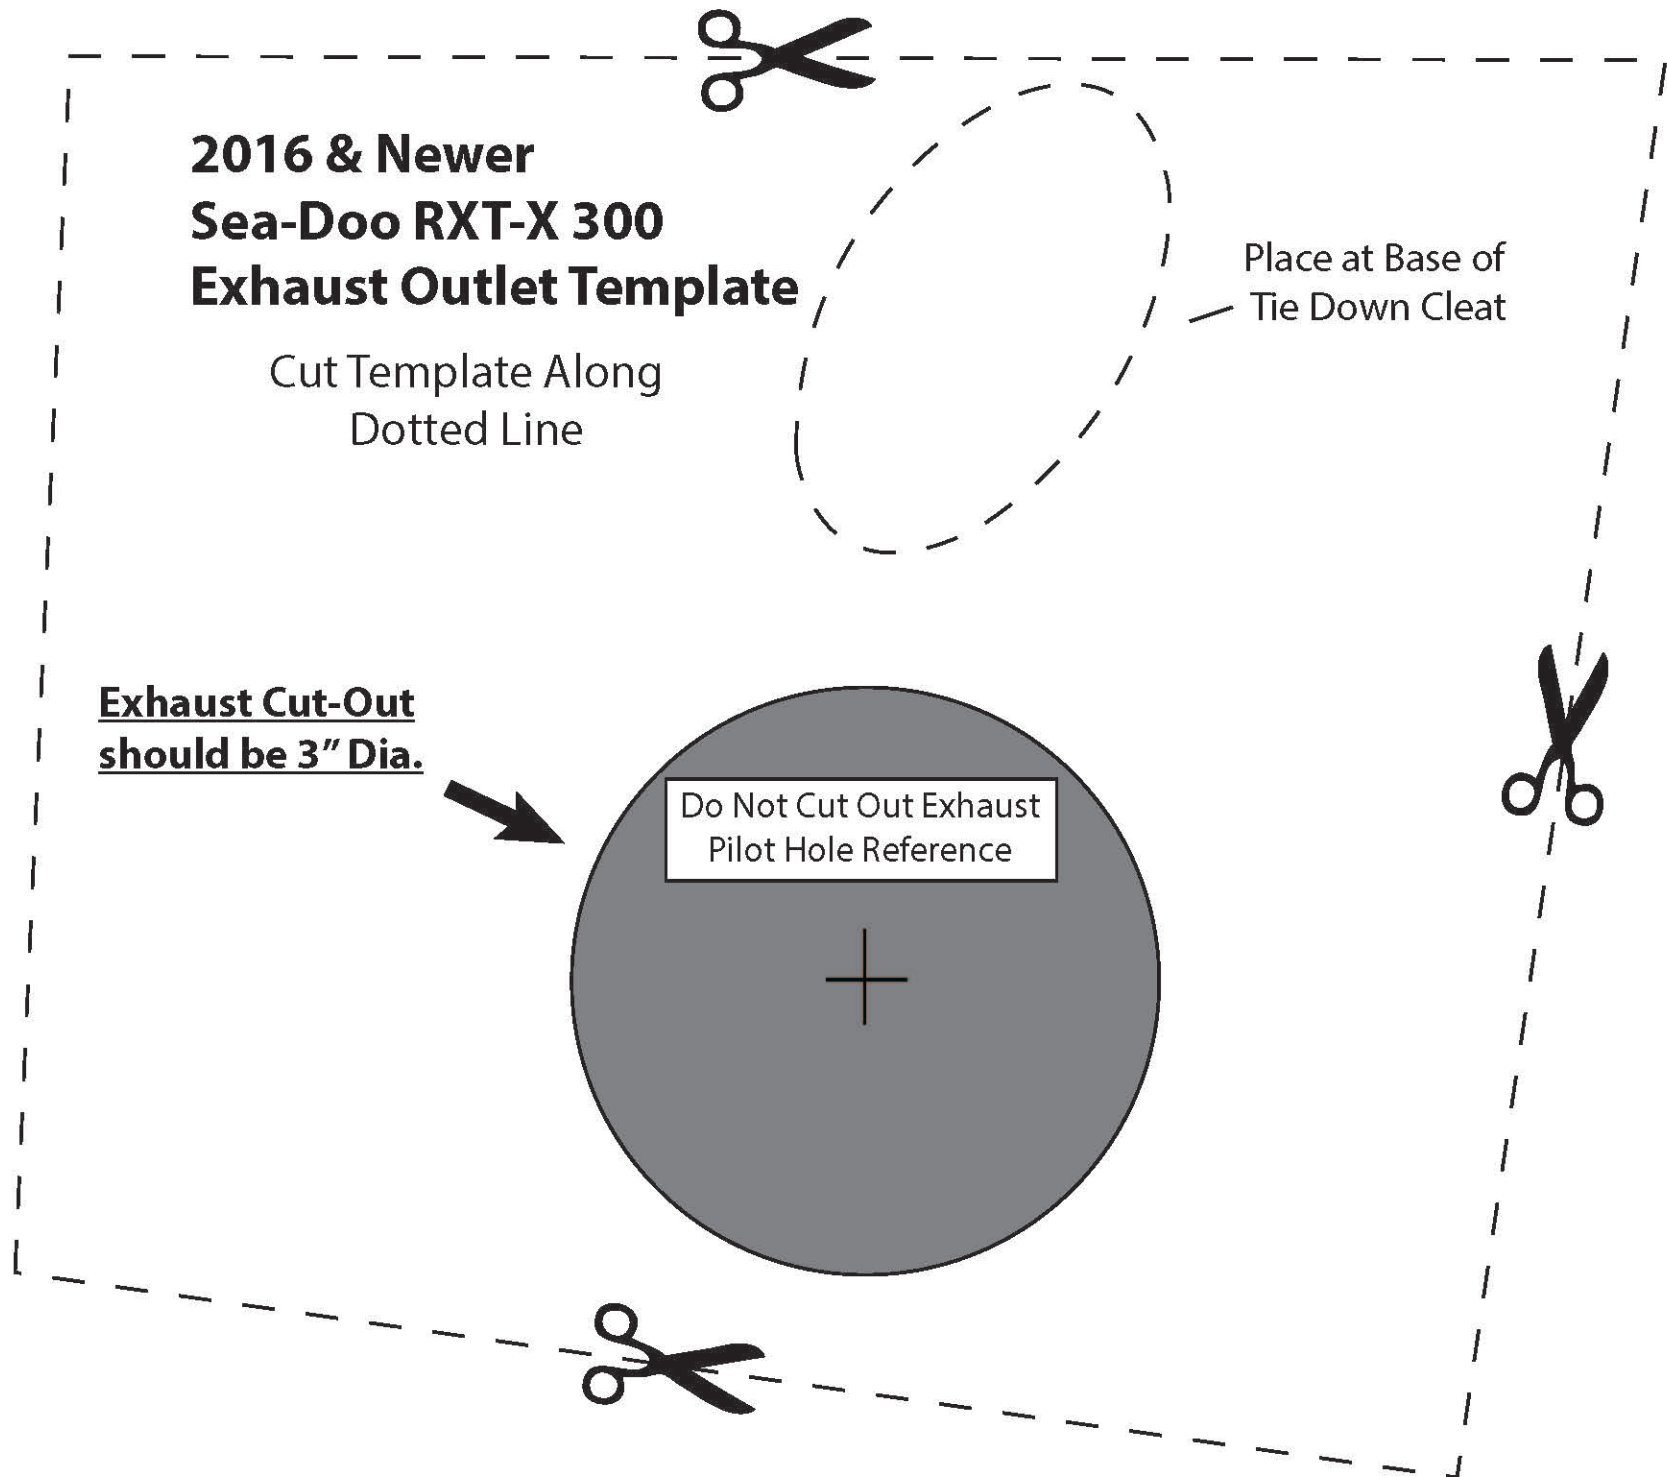 2016 & Newer
Sea-Doo RXT-X 300
Exhaust Outlet Template
Cut Template Along
Dotted Line
Place at Base of
Tie Down Cleat
Exhaust Cut-Out
should be 3" Dia.
Do Not Cut Out Exhaust
Pilot Hole Reference